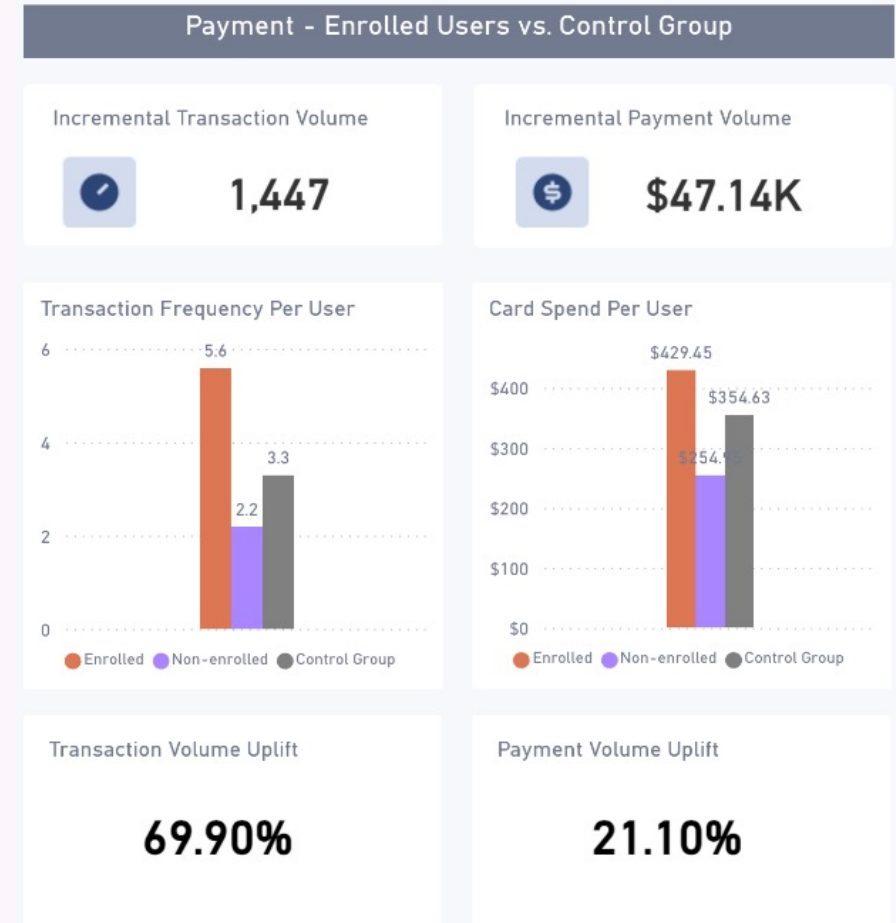 Payment - Enrolled Users vs. Control Group
Incremental Transaction Volume
1,447
Incremental Payment Volume
$47.14K
Transaction Frequency Per User
6
4
2
0
5.6
2.2
3.3
Enrolled Non-enrolled Control Group
Card Spend Per User
$400
$300
$200
$100
$0
$429.45
$354.63
Enrolled Non-enrolled Control Group
Transaction Volume Uplift
69.90%
Payment Volume Uplift
21.10%